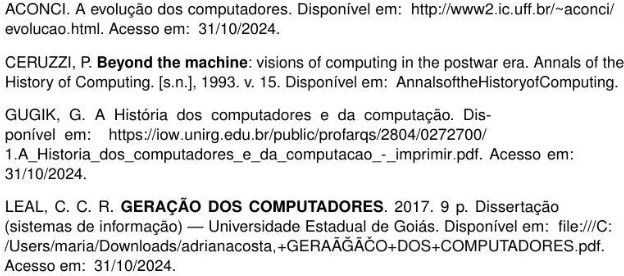 ACONCI. A evolução dos computadores. Disponível em: http://www2.ic.uff.br/~aconci/
evolucao.html. Acesso em: 31/10/2024.
CERUZZI, P. Beyond the machine: visions of computing in the postwar era. Annals of the
History of Computing. [s.n.], 1993. v. 15. Disponível em: AnnalsoftheHistoryofComputing.
GUGIK, G. A História dos computadores e da computação. Dis-
ponível em: https://iow.unirg.edu.br/public/profarqs/2804/0272700/
1.A_Historia_dos_computadores_e_da_computacao_-_imprimir.pdf. Acesso em:
31/10/2024.
LEAL, C. C. R. GERAÇÃO DOS COMPUTADORES. 2017. 9 p. Dissertação
(sistemas de informação) — Universidade Estadual de Goiás. Disponível em: file:///C:
/Users/maria/Downloads/adrianacosta,+GERAÃĞÃČO+DOS+COMPUTADORES.pdf.
Acesso em: 31/10/2024.